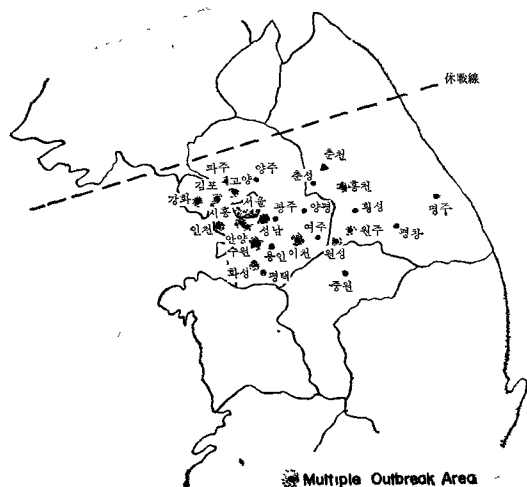 休戰線
춘천
파주 양주
춘성
홍천
김포 고양
강화
서울
시흥
광주 양평
횡성
평주
인천
성남
여주
원주 평창
안양
수원
용인 이천
원성
화성
평택
중원
Multiple Outbreak Area